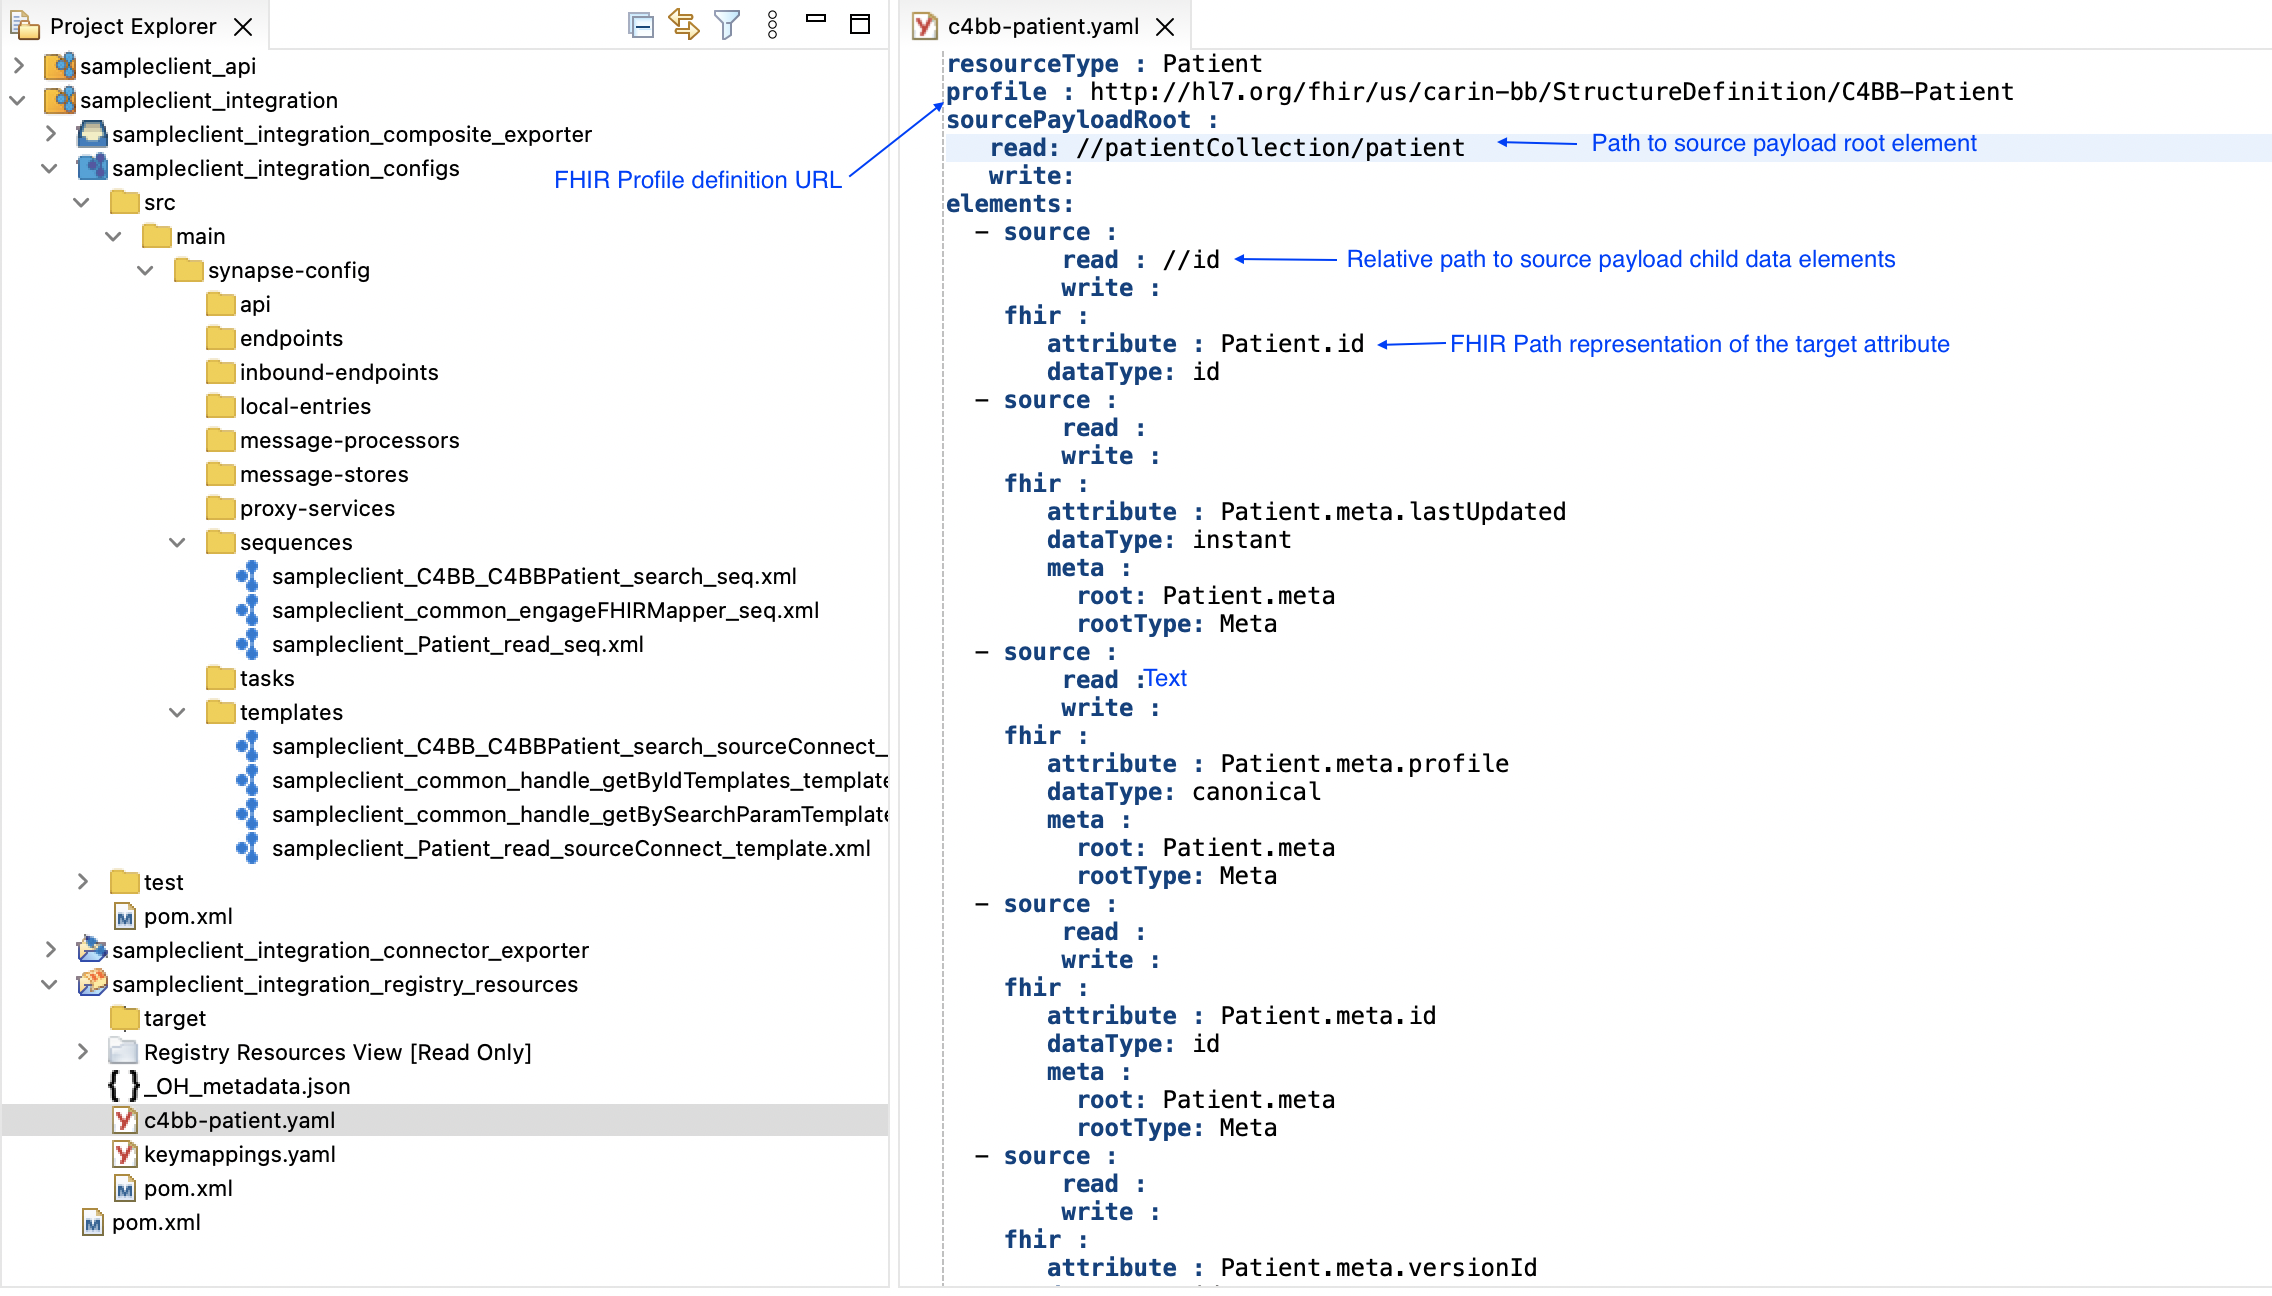 Project Explorer
sampleclient_api
sampleclient_integration
sampleclient_integration_composite_exporter
sampleclient_integration_configs
src
main
synapse-config
api
endpoints
inbound-endpoints
local-entries
message-processors
message-stores
proxy-services
sequences
sampleclient_C4BB_C4BBPatient_search_seq.xml
sampleclient_common_engageFHIRMapper_seq.xml
sampleclient_Patient_read_seq.xml
tasks
templates
sampleclient_C4BB_C4BBPatient_search_sourceConnect_
sampleclient_common_handle_getByIdTemplates_template
sampleclient_common_handle_getBySearchParamTemplate
sampleclient_Patient_read_sourceConnect_template.xml
test
pom.xml
sampleclient_integration_connector_exporter
sampleclient_integration_registry_resources
target
Registry Resources View [Read Only]
_OH_metadata.json
c4bb-patient.yaml
keymappings.yaml
pom.xml
pom.xml
FHIR Profile definition URL
c4bb-patient.yaml
resourceType : Patient
profile : http://hl7.org/fhir/us/carin-bb/StructureDefinition/C4BB-Patient
sourcePayloadRoot :
read: //patientCollection/patient Path to source payload root element
write:
elements:
- source :
read : //id Relative path to source payload child data elements
write :
fhir :
attribute : Patient.id FHIR Path representation of the target attribute
dataType: id
- source :
read :
write :
fhir :
attribute : Patient.meta.lastUpdated
dataType: instant
meta :
root: Patient.meta
rootType: Meta
- source :
read : Text
write :
fhir :
attribute : Patient.meta.profile
dataType: canonical
meta :
root: Patient.meta
rootType: Meta
- source :
read :
write :
fhir :
attribute : Patient.meta.id
dataType: id
meta :
root: Patient.meta
rootType: Meta
- source :
read :
write :
fhir :
attribute : Patient.meta.versionId